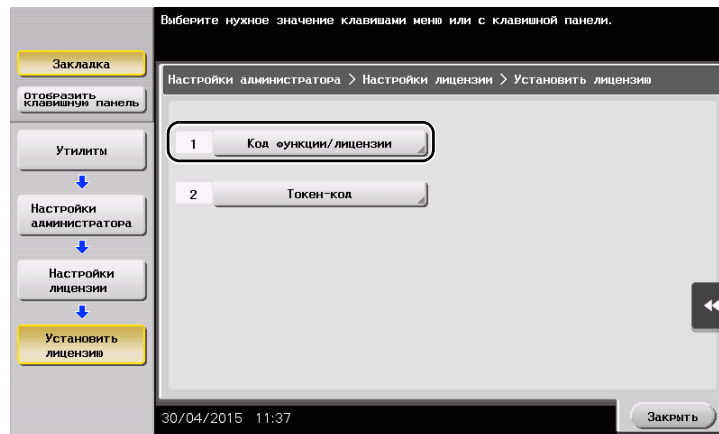 Выберите нужное значение клавишами меню или с клавишной панели.
Закладка
Отобразить
клавишную панель
Утилиты
Настройки
администратора
Настройки
лицензии
Установить
лицензию
Настройки администратора > Настройки лицензии > Установить лицензию
1 Код функции/лицензии
2 Токен-код
30/04/2015 11:37
Закрыть